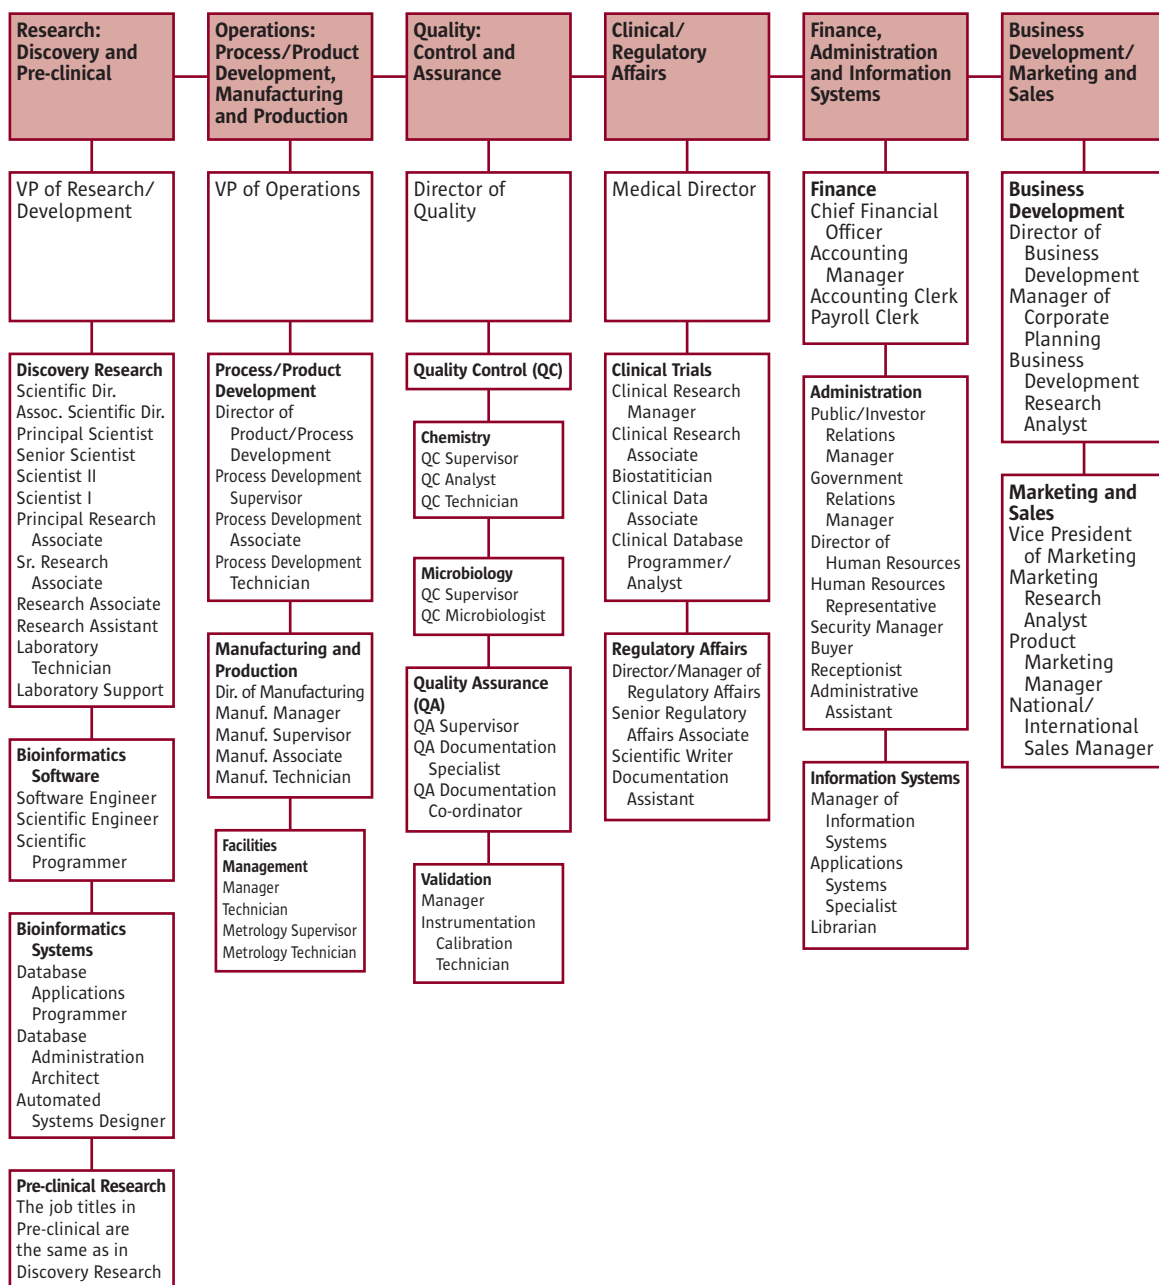 Research:
Discovery and
Pre-clinical
Operations:
Process/Product
Development,
Manufacturing
and Production
Quality:
Control and
Assurance
Clinical/
Regulatory
Affairs
Finance,
Administration
and Information
Systems
Business
Development/
Marketing and
Sales
VP of Research/
Development
Discovery Research
Scientific Dir.
Assoc. Scientific Dir.
Principal Scientist
Senior Scientist
Scientist II
Scientist I
Principal Research
Associate
Sr. Research
Associate
Research Associate
Research Assistant
Laboratory
Technician
Laboratory Support
Bioinformatics
Software
Software Engineer
Scientific Engineer
Scientific
Programmer
Bioinformatics
Systems
Database
Applications
Programmer
Database
Administration
Architect
Automated
Systems Designer
Pre-clinical Research
The job titles in
Pre-clinical are
the same as in
Discovery Research
VP of Operations
Process/Product
Development
Director of
Product/Process
Development
Process Development
Supervisor
Process Development
Associate
Process Development
Technician
Manufacturing and
Production
Dir. of Manufacturing
Manuf. Manager
Manuf. Supervisor
Manuf. Associate
Manuf. Technician
Facilities
Management
Manager
Technician
Metrology Supervisor
Metrology Technician
Director of
Quality
Quality Control (QC)
Chemistry
QC Supervisor
QC Analyst
QC Technician
Microbiology
QC Supervisor
QC Microbiologist
Quality Assurance
(QA)
QA Supervisor
QA Documentation
Specialist
QA Documentation
Co-ordinator
Validation
Manager
Instrumentation
Calibration
Technician
Medical Director
Clinical Trials
Clinical Research
Manager
Clinical Research
Associate
Biostatitician
Clinical Data
Associate
Clinical Database
Programmer/
Analyst
Regulatory Affairs
Director/Manager of
Regulatory Affairs
Senior Regulatory
Affairs Associate
Scientific Writer
Documentation
Assistant
Finance
Chief Financial
Officer
Accounting
Manager
Accounting Clerk
Payroll Clerk
Administration
Public/Investor
Relations
Manager
Government
Relations
Manager
Director of
Human Resources
Human Resources
Representative
Security Manager
Buyer
Receptionist
Administrative
Assistant
Information Systems
Manager of
Information
Systems
Applications
Systems
Specialist
Librarian
Business
Development
Director of
Business
Development
Manager of
Corporate
Planning
Business
Development
Research
Analyst
Marketing and
Sales
Vice President
of Marketing
Marketing
Research
Analyst
Product
Marketing
Manager
National/
International
Sales Manager